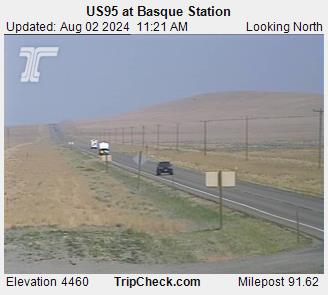 US95 at Basque Station
Updated: Aug 02 2024 11:21 AM Looking North
Elevation 4460 TripCheck.com Milepost 91.62